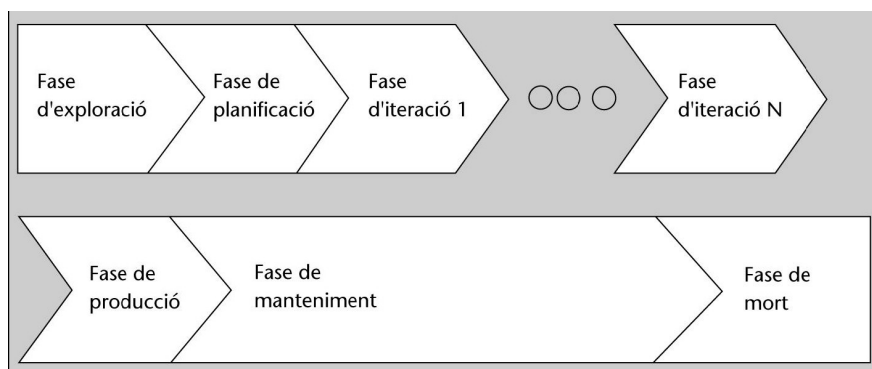 Fase
d'exploració
Fase de
planificació
Fase
d'iteració 1
Fase
d'iteració N
Fase de
producció
Fase de
manteniment
Fase de
mort